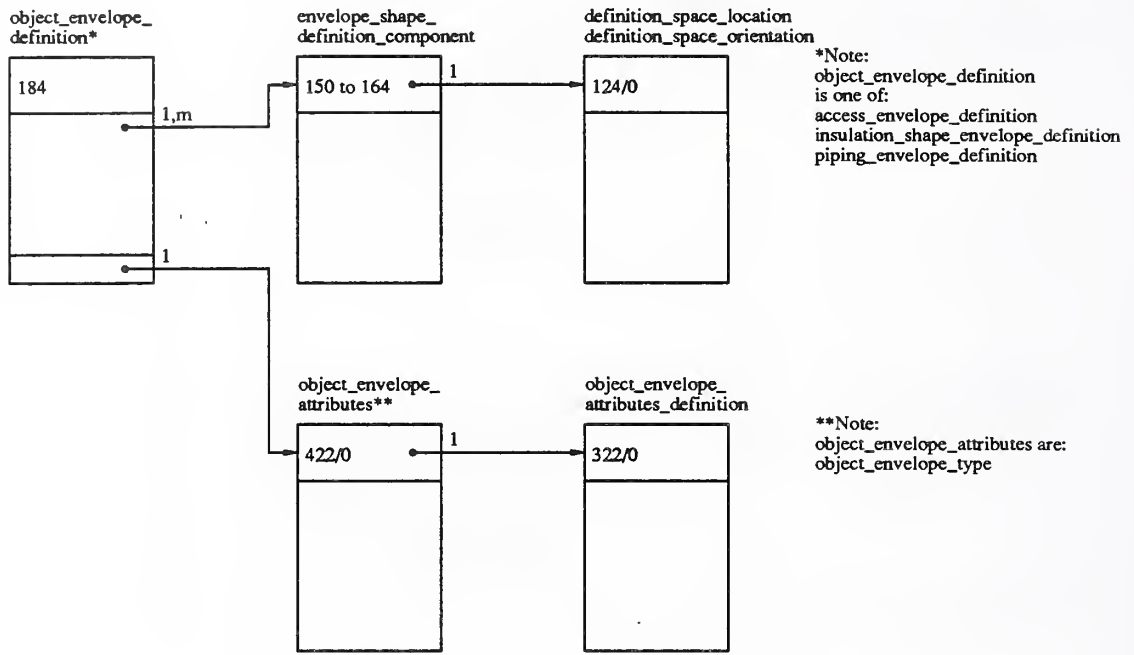 object_envelope_
definition*
184
1,m
1
envelope_shape_
definition_component
150 to 164
1
definition_space_location
definition_space_orientation
124/0
*Note:
object_envelope_definition
is one of:
access_envelope_definition
insulation_shape_envelope_definition
piping_envelope_definition
object_envelope_
attributes**
422/0
1
object_envelope_
attributes_definition
322/0
**Note:
object_envelope_attributes are:
object_envelope_type